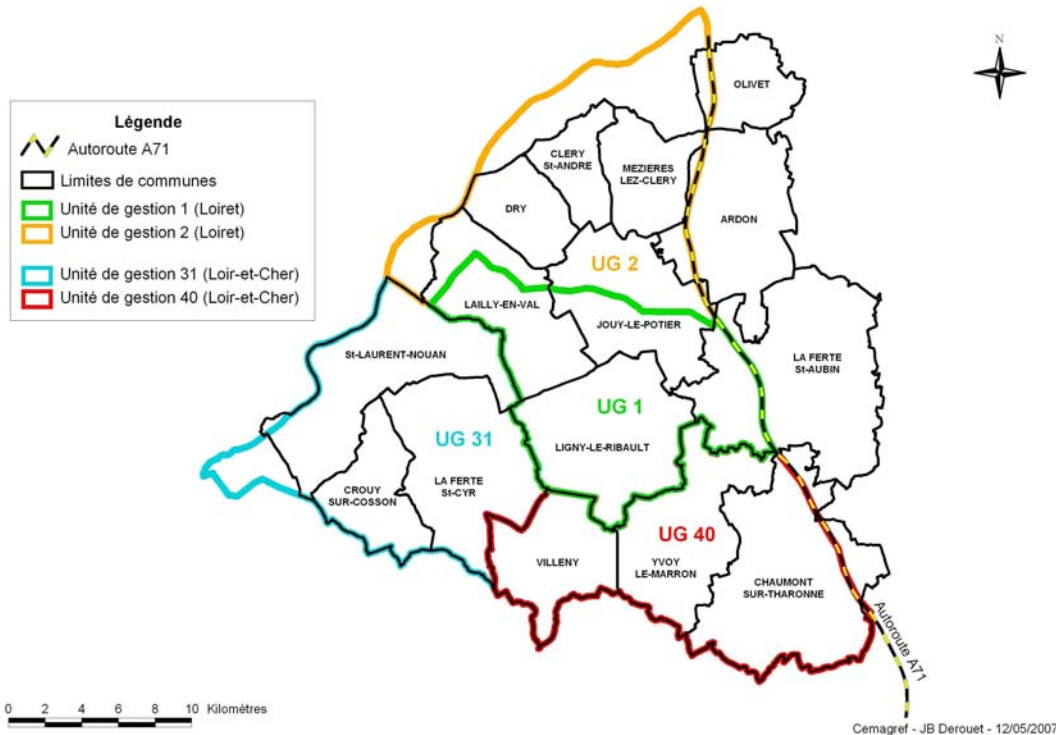 N
OLIVET
Légende
Autoroute A71
Limites de communes
Unité de gestion 1 (Loiret)
Unité de gestion 2 (Loiret)
Unité de gestion 31 (Loir-et-Cher)
Unité de gestion 40 (Loir-et-Cher)
CLERY
St-ANDRE
MEZIERES
LEZ-CLERY
DRY
ARDON
UG 2
LAILLY-EN-VAL
JOUY-LE-POTIER
St-LAURENT-NOUAN
LA FERTE
St-AUBIN
UG 1
UG 31
LIGNY-LE-RIBAULT
LA FERTE
St-CYR
CROUY
SUR-COSSON
UG 40
VILLENY
YVOY
LE-MARRON
CHAUMONT
SUR-THARONNE
Autoroute A71
0 2 4 6 8 10 Kilomètres
Cemagref - JB Derouet - 12/05/2007